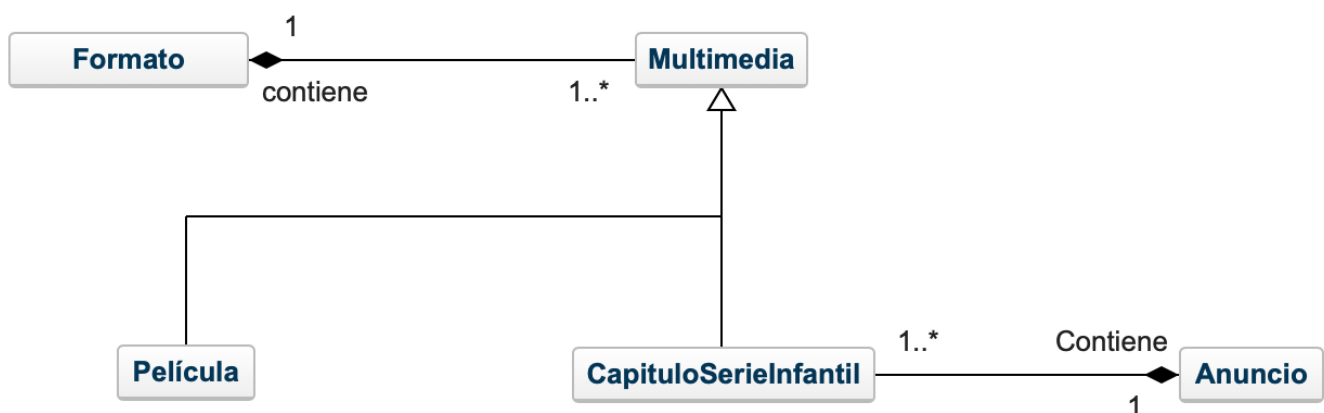 1
Formato
Multimedia
contiene
1..*
1..*
Contiene
Película
CapituloSerieInfantil
Anuncio
1